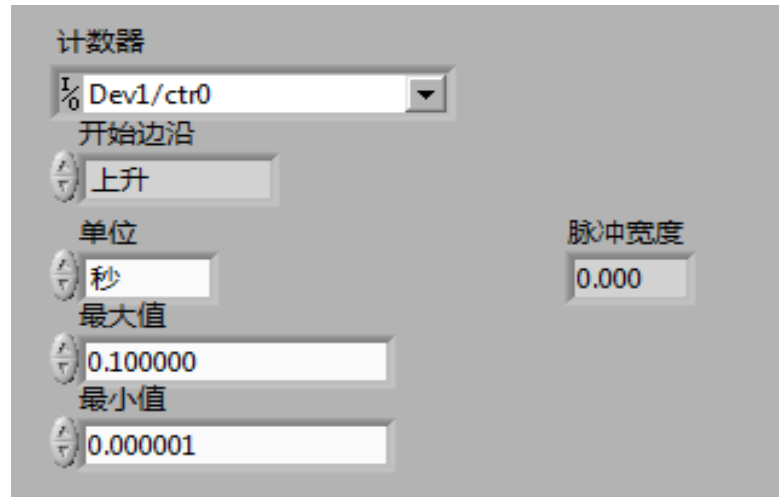 计数器
I/O Dev1/ctr0
开始边沿
上升
单位
脉冲宽度
秒
0.000
最大值
0.100000
最小值
0.000001